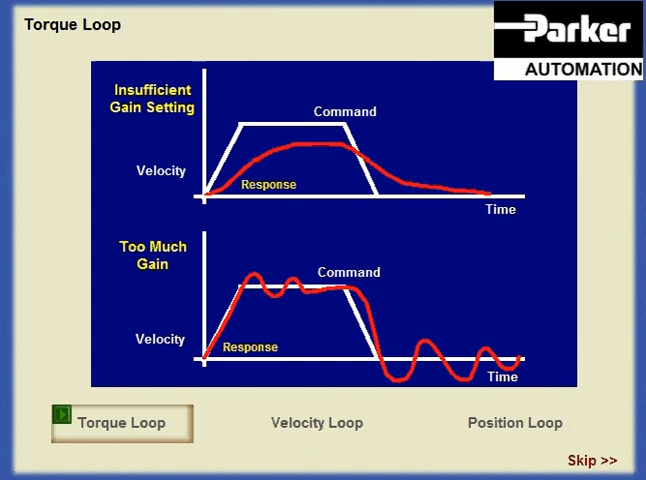 Torque Loop
Parker
AUTOMATION
Insufficient
Gain Setting
Command
Velocity
Response
Time
Too Much
Gain
Command
Velocity
Response
Time
Torque Loop
Velocity Loop
Position Loop
Skip >>